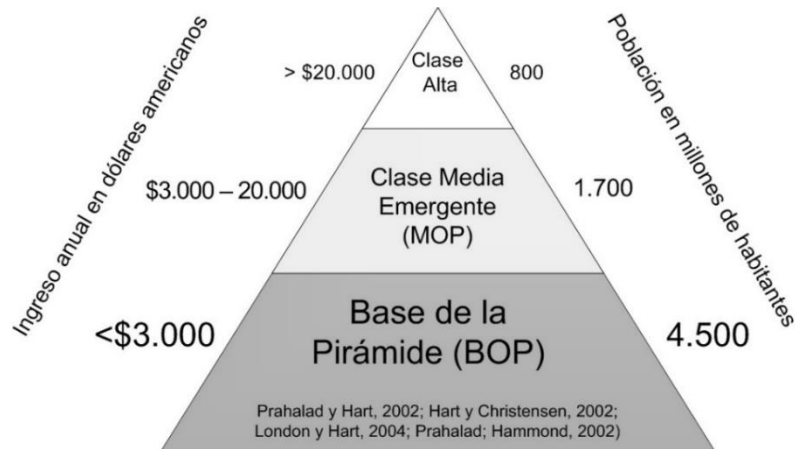 Ingreso anual en dólares americanos
Población en millones de habitantes
> $20.000
Clase
Alta
800
$3.000 – 20.000
Clase Media
Emergente
(MOP)
1.700
<$3.000
Base de la
Pirámide (BOP)
4.500
Prahalad y Hart, 2002; Hart y Christensen, 2002;
London y Hart, 2004; Prahalad; Hammond, 2002)